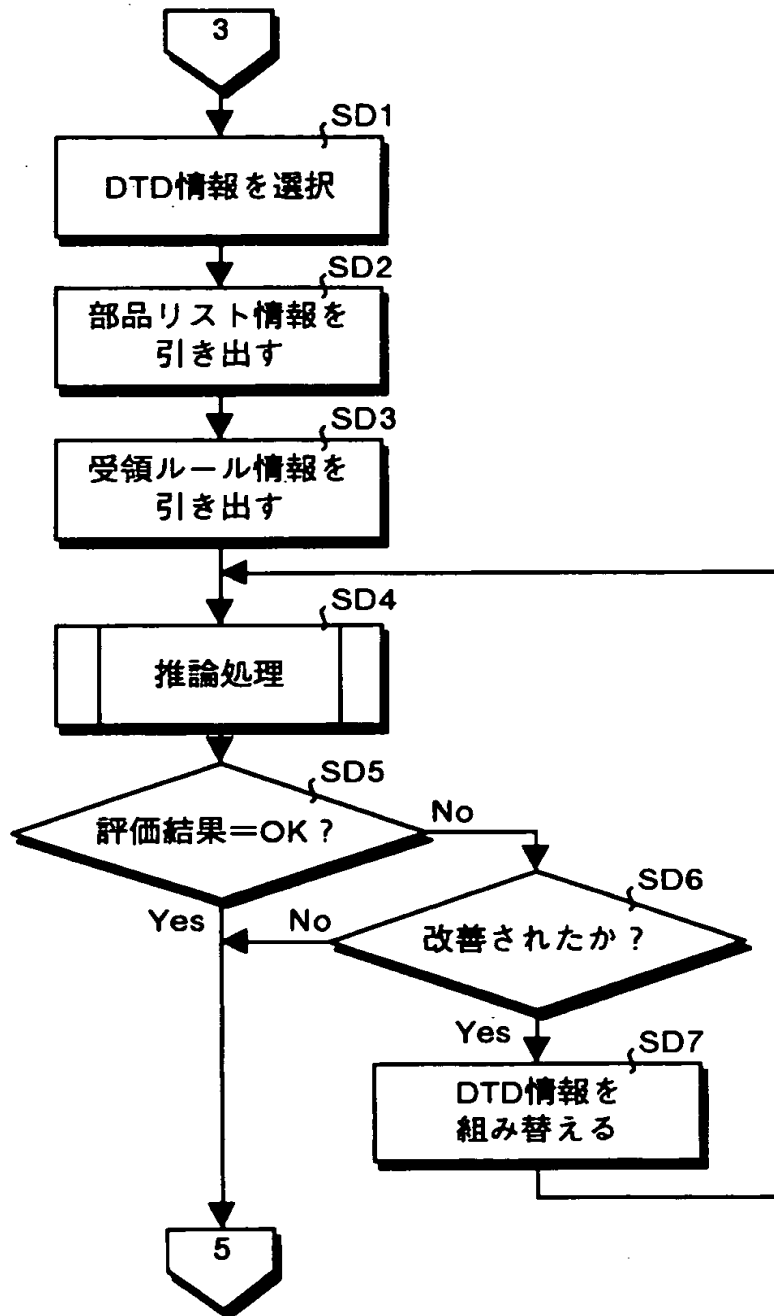 3
SD1
DTD情報を選択
SD2
部品リスト情報を
引き出す
SD3
受領ルール情報を
引き出す
SD4
推論処理
SD5
評価結果=OK?
No
Yes
SD6
改善されたか?
No
Yes
SD7
DTD情報を
組み替える
5